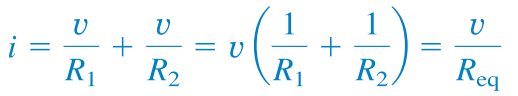 i = v/R₁ + v/R₂ = v(1/R₁ + 1/R₂) = v/R_eq